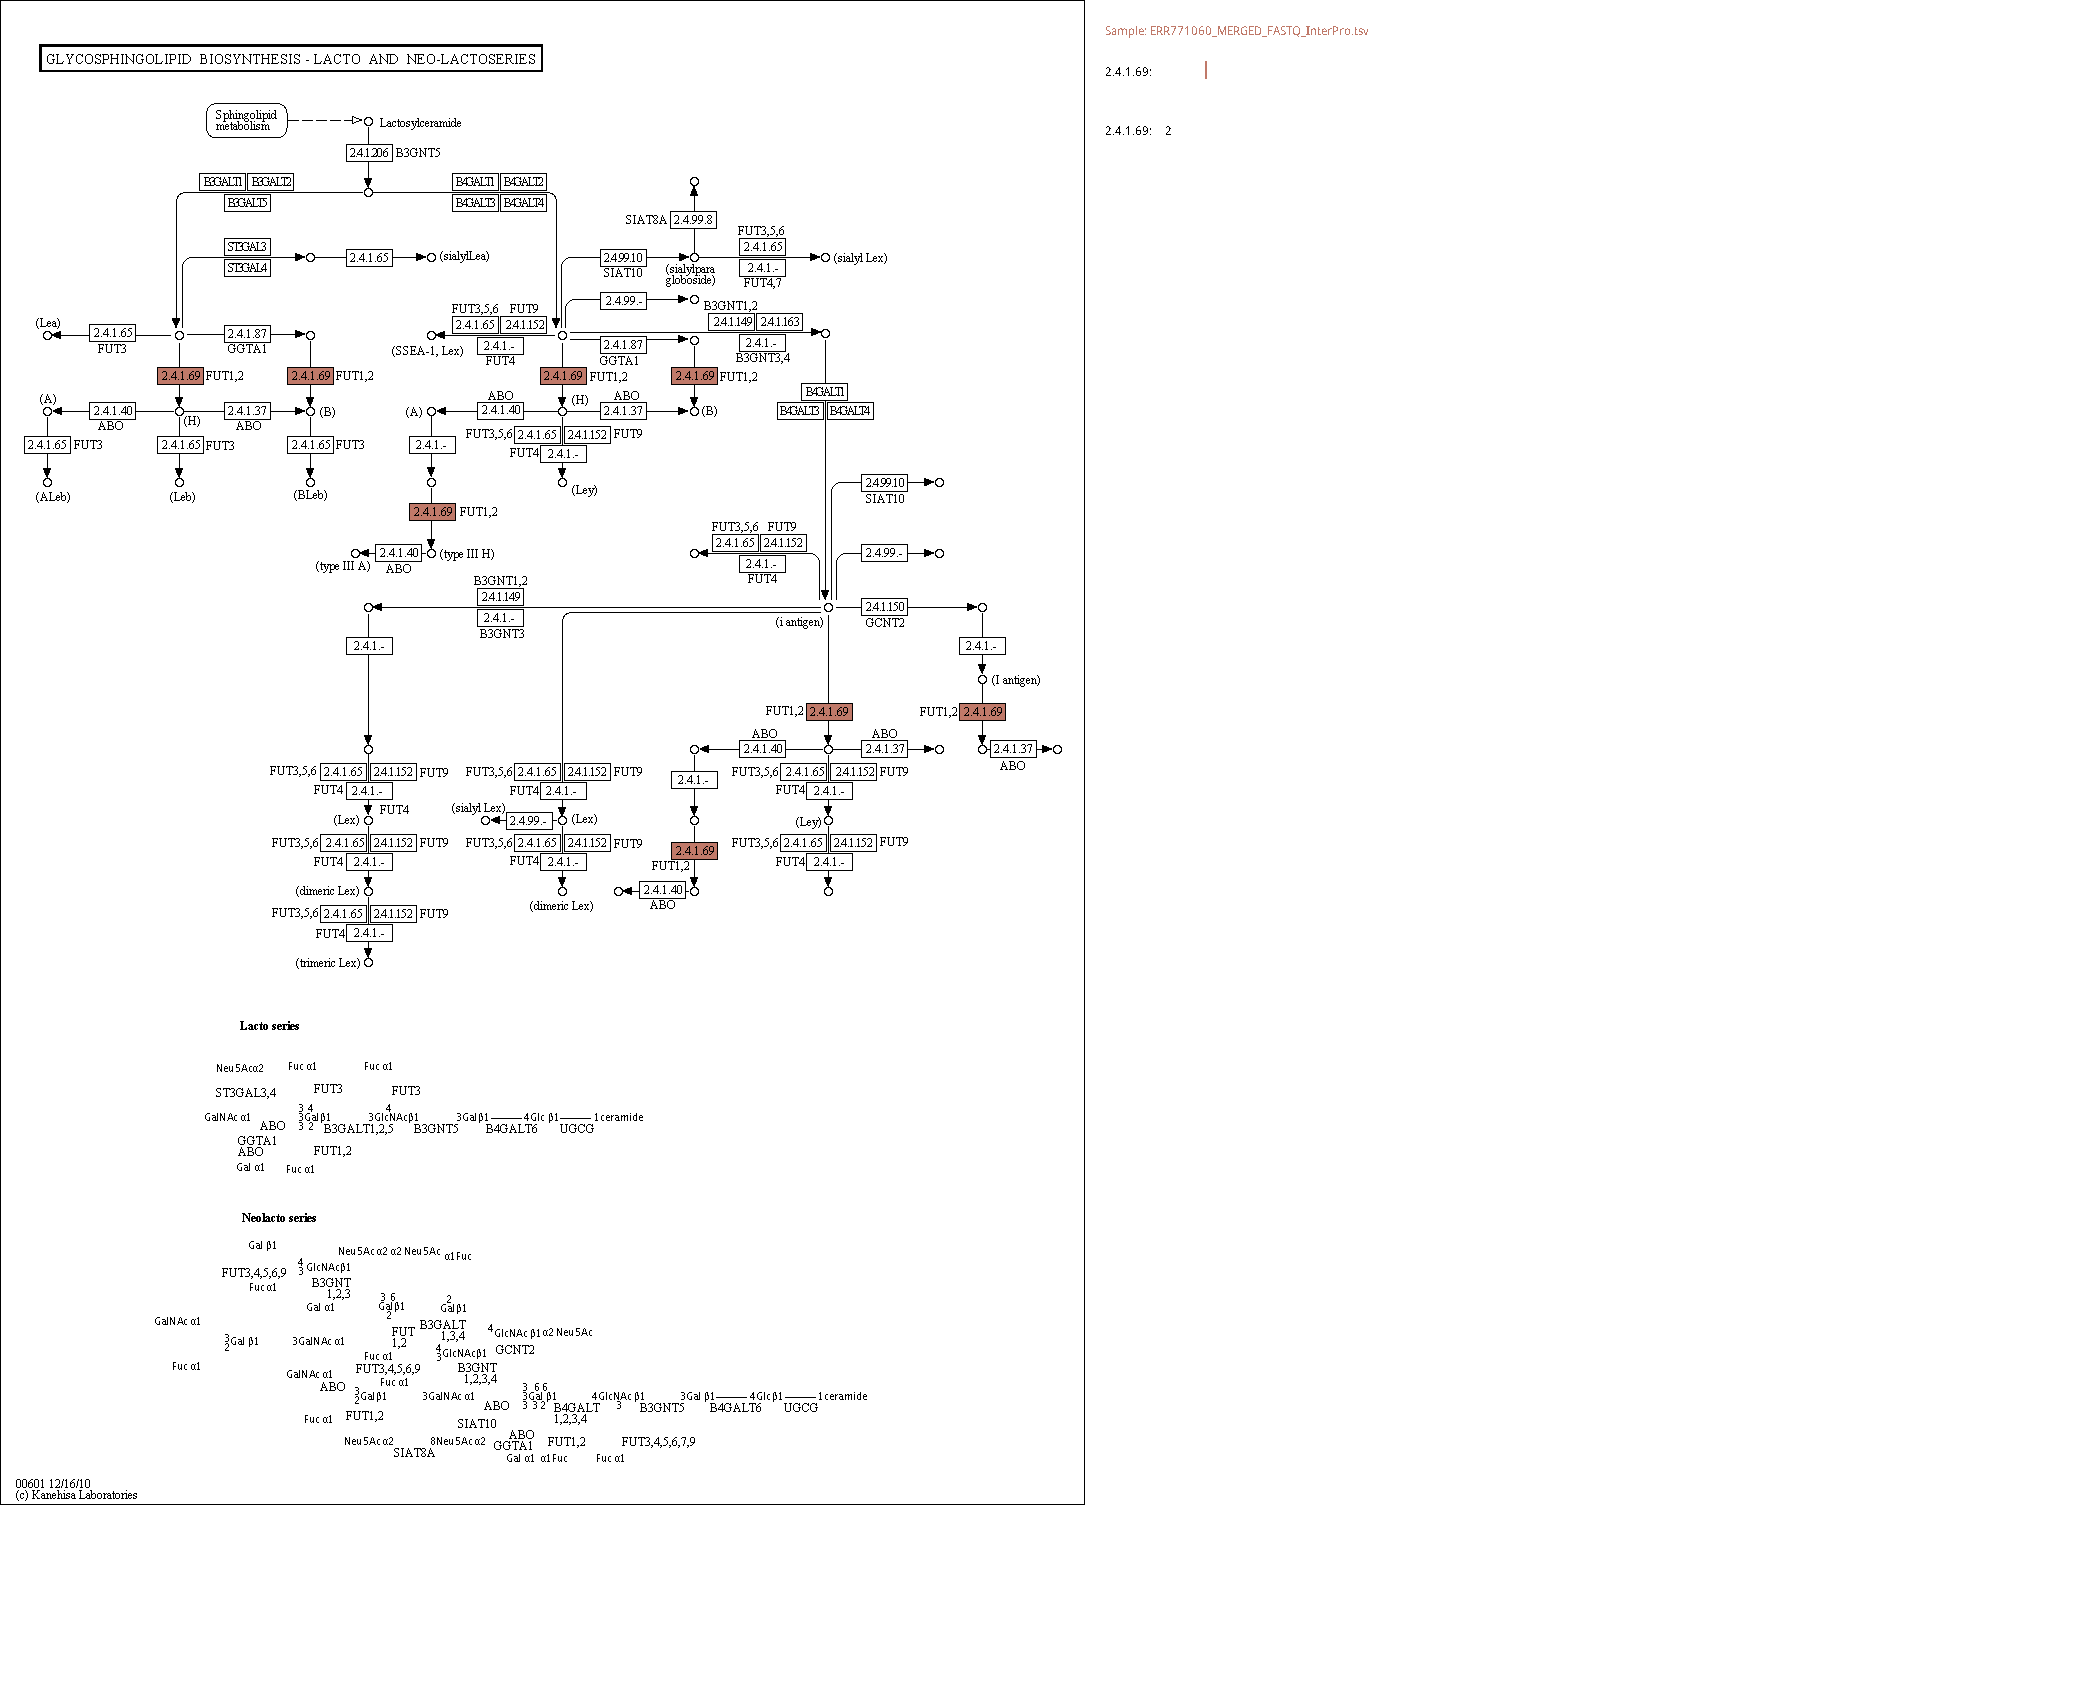 Sample: ERR771060_MERGED_FASTQ_InterPro.tsv
2.4.1.69:
2.4.1.69: 2
GLYCOSPHINGOLIPID BIOSYNTHESIS - LACTO AND NEO-LACTOSERIES
Sphingolipid
metabolism
Lactosylceramide
2.4.1.206 B3GNT5
B3GALT1 B3GALT2 B4GALT1 B4GALT2
B3GALT5 B4GALT3 B4GALT4
SIAT8A 2.4.99.8
FUT3,5,6
ST3GAL3 2.4.1.65
ST3GAL4 2.4.1.65 (sialylLea) 2.4.99.10 (sialyl Lex)
SIAT10 (sialylpara 2.4.1.-
globoside) FUT4,7
2.4.99.-
FUT3,5,6 FUT9 B3GNT1,2
(Lea) 2.4.1.65 2.4.1.152 2.4.1.149 2.4.1.163
2.4.1.65 2.4.1.87 2.4.1.- 2.4.1.87 2.4.1.-
FUT3 GGTA1 (SSEA-1, Lex) FUT4 GGTA1 B3GNT3,4
2.4.1.69 FUT1,2 2.4.1.69 FUT1,2 2.4.1.69 FUT1,2 2.4.1.69 FUT1,2
B4GALT1
(A) ABO (H) ABO
2.4.1.40 2.4.1.37 (B) (A) 2.4.1.40 2.4.1.37 (B) B4GALT3 B4GALT4
ABO (H) ABO
FUT3,5,6 2.4.1.65 2.4.1.152 FUT9
2.4.1.65 FUT3 2.4.1.65 FUT3 2.4.1.65 FUT3 2.4.1.- FUT4 2.4.1.-
(ALeb) (Leb) (BLeb) (Ley) 2.4.99.10
SIAT10
2.4.1.69 FUT1,2
FUT3,5,6 FUT9
2.4.1.65 2.4.1.152
2.4.1.40 (type III H) 2.4.1.- 2.4.99.-
(type III A) ABO FUT4
B3GNT1,2
2.4.1.149
2.4.1.- (i antigen) 2.4.1.150
B3GNT3 GCNT2
2.4.1.- 2.4.1.-
(I antigen)
FUT1,2 2.4.1.69 FUT1,2 2.4.1.69
ABO ABO
2.4.1.40 2.4.1.37 2.4.1.37
ABO
FUT3,5,6 2.4.1.65 2.4.1.152 FUT9 FUT3,5,6 2.4.1.65 2.4.1.152 FUT9 2.4.1.- FUT3,5,6 2.4.1.65 2.4.1.152 FUT9
FUT4 2.4.1.- FUT4 2.4.1.- FUT4 2.4.1.-
FUT4 (sialyl Lex)
(Lex) 2.4.99.- (Lex) (Ley)
FUT3,5,6 2.4.1.65 2.4.1.152 FUT9 FUT3,5,6 2.4.1.65 2.4.1.152 FUT9 2.4.1.69 FUT3,5,6 2.4.1.65 2.4.1.152 FUT9
FUT4 2.4.1.- FUT4 2.4.1.- FUT1,2 FUT4 2.4.1.-
(dimeric Lex) (dimeric Lex) 2.4.1.40
ABO
FUT3,5,6 2.4.1.65 2.4.1.152 FUT9
FUT4 2.4.1.-
(trimeric Lex)
Lacto series
Neu5Acα2 Fuc α1 Fuc α1
ST3GAL3,4 FUT3 FUT3
3 4 4
GalNAc α1 3Galβ1 3GlcNAcβ1 3Galβ1 4Glc β1 1ceramide
ABO 3 2 B3GALT1,2,5 B3GNT5 B4GALT6 UGCG
GGTA1
ABO FUT1,2
Gal α1 Fuc α1
Neolacto series
Gal β1
Neu5Ac α2 α2 Neu5Ac α1Fuc
4
FUT3,4,5,6,9 3 GlcNAcβ1
Fuc α1 B3GNT
1,2,3
3 6 2
Gal α1 Galβ1 Galβ1
2
GalNAc α1 FUT B3GALT
1,2 1,3,4 4GlcNAc β1 α2 Neu5Ac
3
2Gal β1 3GalNAc α1 GCNT2
Fuc α1 4
3GlcNAcβ1
Fuc α1 FUT3,4,5,6,9 B3GNT
GalNAc α1 Fuc α1 1,2,3,4
ABO
3 3 6 6
2Galβ1 3GalNAc α1 3Gal β1 4GlcNAc β1 3Gal β1 4Glcβ1 1ceramide
ABO 3 3 2 B4GALT 3 B3GNT5 B4GALT6 UGCG
Fuc α1 FUT1,2 1,2,3,4
SIAT10
ABO
Neu5Acα2 8Neu5Acα2 GGTA1 FUT1,2 FUT3,4,5,6,7,9
SIAT8A Gal α1 α1Fuc Fuc α1
00601 12/16/10
(c) Kanehisa Laboratories